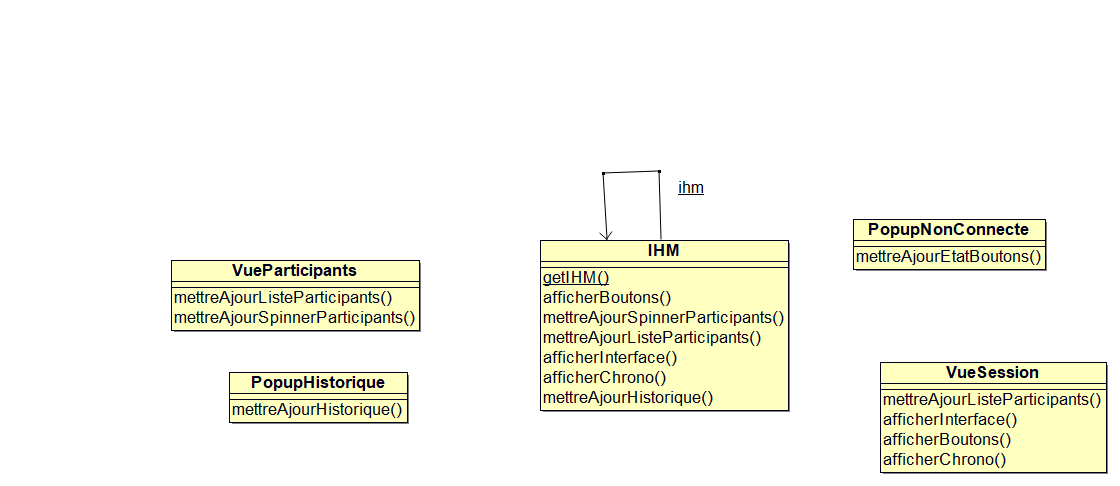 ihm
VueParticipants
mettreAjourListeParticipants()
mettreAjourSpinnerParticipants()
PopupHistorique
mettreAjourHistorique()
IHM
getIHM()
afficherBoutons()
mettreAjourSpinnerParticipants()
mettreAjourListeParticipants()
afficherInterface()
afficherChrono()
mettreAjourHistorique()
PopupNonConnecte
mettreAjourEtatBoutons()
VueSession
mettreAjourListeParticipants()
afficherInterface()
afficherBoutons()
afficherChrono()